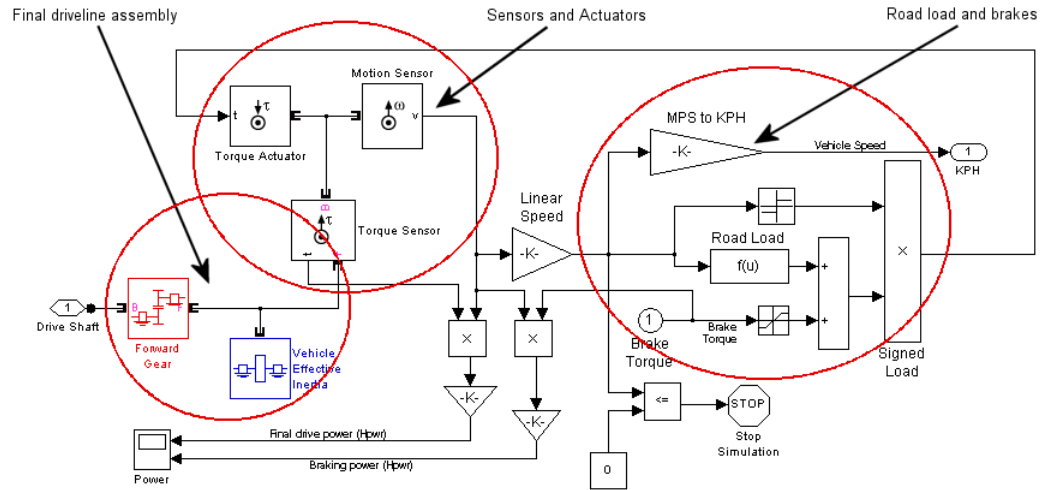 Final driveline assembly
Sensors and Actuators
Road load and brakes
Motion Sensor
MPS to KPH
t
τ
ω
v
-K-
Vehicle Speed
1
Torque Actuator
KPH
B
Linear
Speed
τ
Torque Sensor
Road Load
×
t
F
-K-
f(u)
+
1
B
F
Drive Shaft
×
×
1
Brake
Torque
+
Brake
Torque
Signed
Load
Forward
Gear
Vehicle
Effective
Inertia
-K-
<=
STOP
-K-
Final drive power (Hpwr)
Stop
Simulation
Braking power (Hpwr)
Power
0